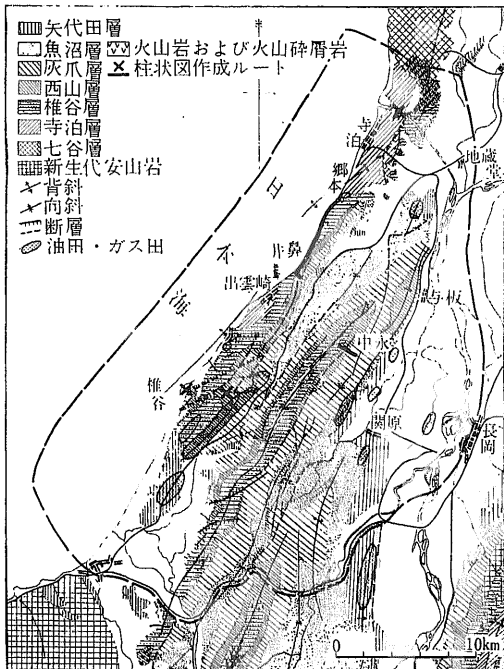 矢代田層
魚沼層 火山岩および火山砕屑岩
灰爪層 柱状図作成ルート
西山層
椎谷層
寺泊層
七谷層
新生代安山岩
背斜
向斜
断層
油田・ガス田
寺泊
地蔵堂
郷本
日本海
井鼻
出雲崎
与板
中永
椎谷
関原
長岡
0 10km